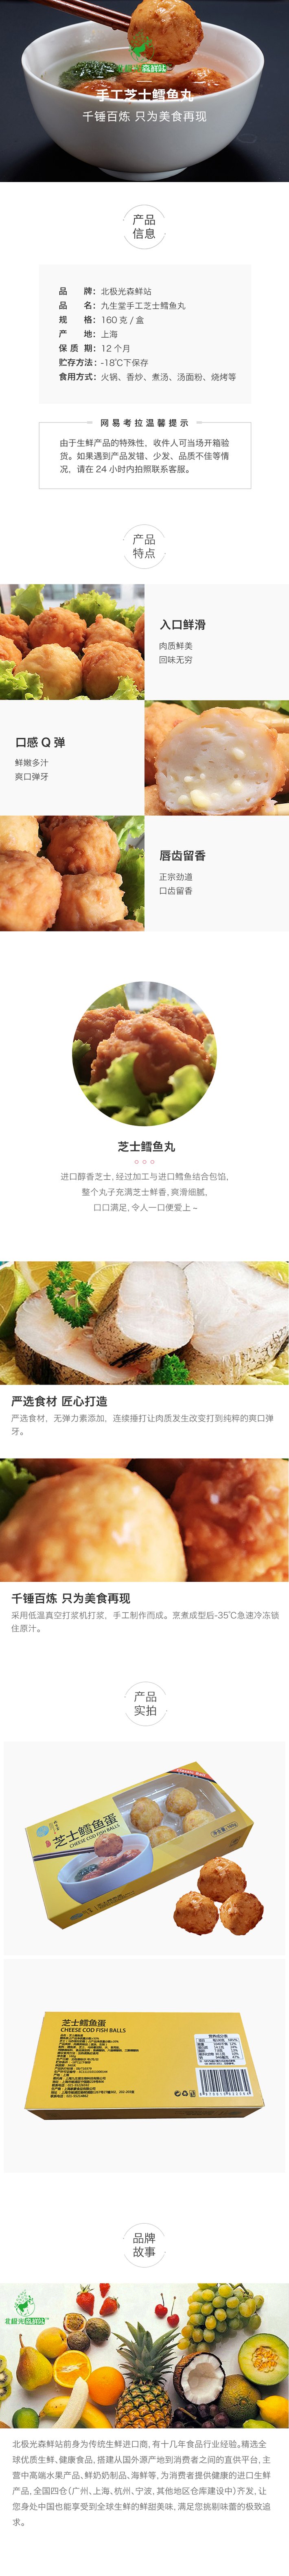 北极光森鲜站
手工芝士鳕鱼丸
千锤百炼 只为美食再现
产品
信息
品 牌：北极光森鲜站
品 名：九生堂手工芝士鳕鱼丸
规 格：160 克 / 盒
产 地：上海
保 质 期：12 个月
贮存方法：-18℃下保存
食用方式：火锅、香炒、煮汤、汤面粉、烧烤等
网易考拉温馨提示
由于生鲜产品的特殊性，收件人可当场开箱验
货。如果遇到产品发错、少发、品质不佳等情
况，请在 24 小时内拍照联系客服。
产品
特点
入口鲜滑
肉质鲜美
回味无穷
口感 Q 弹
鲜嫩多汁
爽口弹牙
唇齿留香
正宗劲道
口齿留香
芝士鳕鱼丸
进口醇香芝士，经过加工与进口鳕鱼结合包馅，
整个丸子充满芝士鲜香，爽滑细腻，
口口满足，令人一口便爱上~
严选食材 匠心打造
严选食材，无弹力素添加，连续捶打让肉质发生改变打到纯粹的爽口弹
牙。
千锤百炼 只为美食再现
采用低温真空打浆机打浆，手工制作而成。烹煮成型后-35℃急速冷冻锁
住原汁。
产品
实拍
芝士鳕鱼蛋
CHEESE COD FISH BALLS
芝士鳕鱼蛋
CHEESE COD FISH BALLS
营养成分表
品牌
故事
北极光森鲜站
北极光森鲜站前身为传统生鲜进口商，有十几年食品行业经验。精选全
球优质生鲜、健康食品，搭建从国外源产地到消费者之间的直供平台，主
营中高端水果产品、鲜奶奶制品、海鲜等，为消费者提供健康的进口生鲜
产品，全国四仓（广州、上海、杭州、宁波，其他地区仓库建设中）齐发，让
您身处中国也能享受到全球生鲜的鲜甜美味，满足您挑剔味蕾的极致追
求。